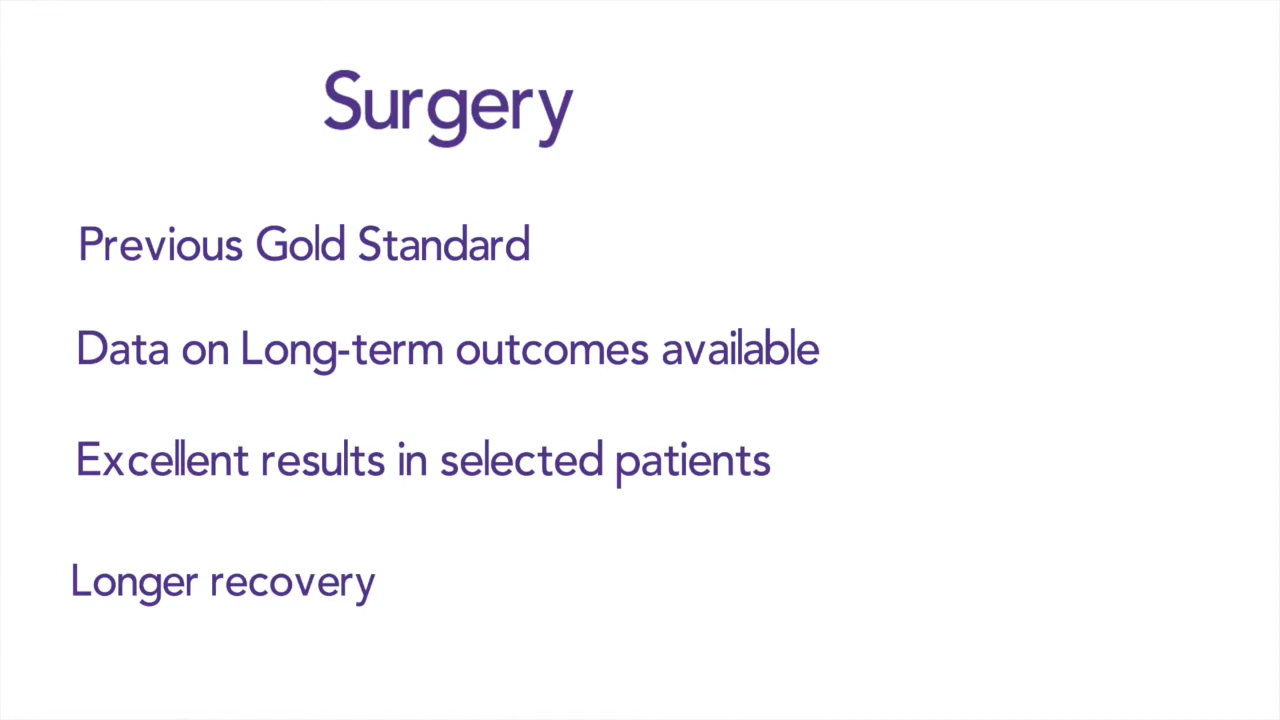 Surgery
Previous Gold Standard
Data on Long-term outcomes available
Excellent results in selected patients
Longer recovery